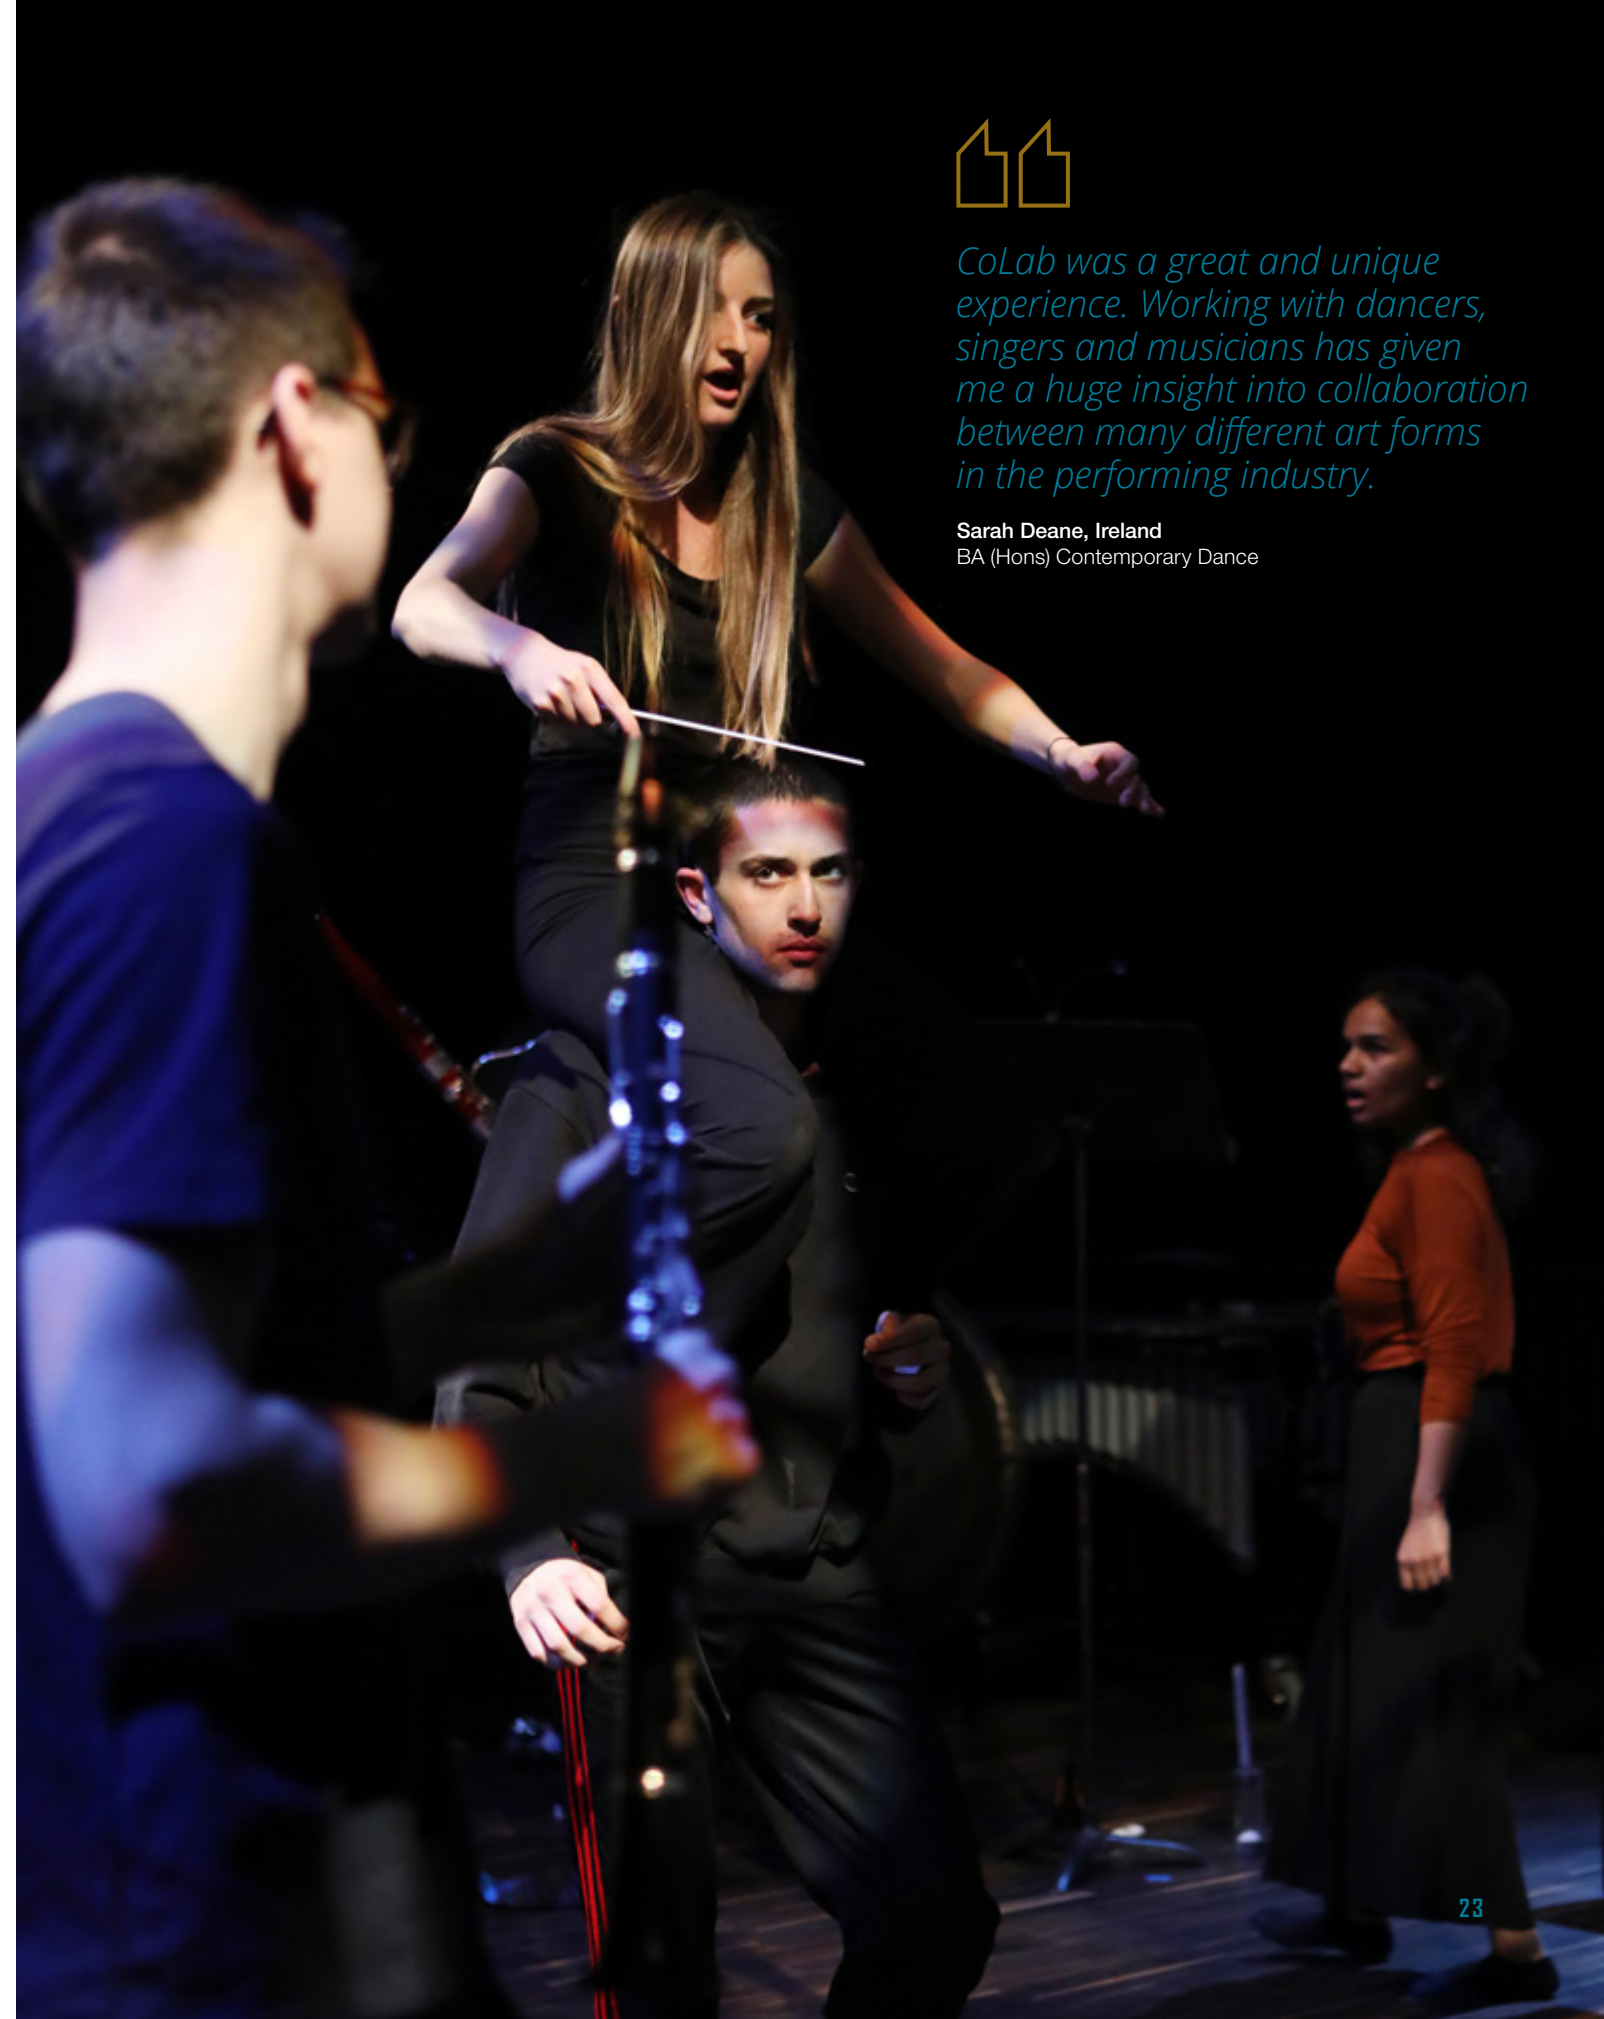 CoLab was a great and unique
experience. Working with dancers,
singers and musicians has given
me a huge insight into collaboration
between many different art forms
in the performing industry.
Sarah Deane, Ireland
BA (Hons) Contemporary Dance
23